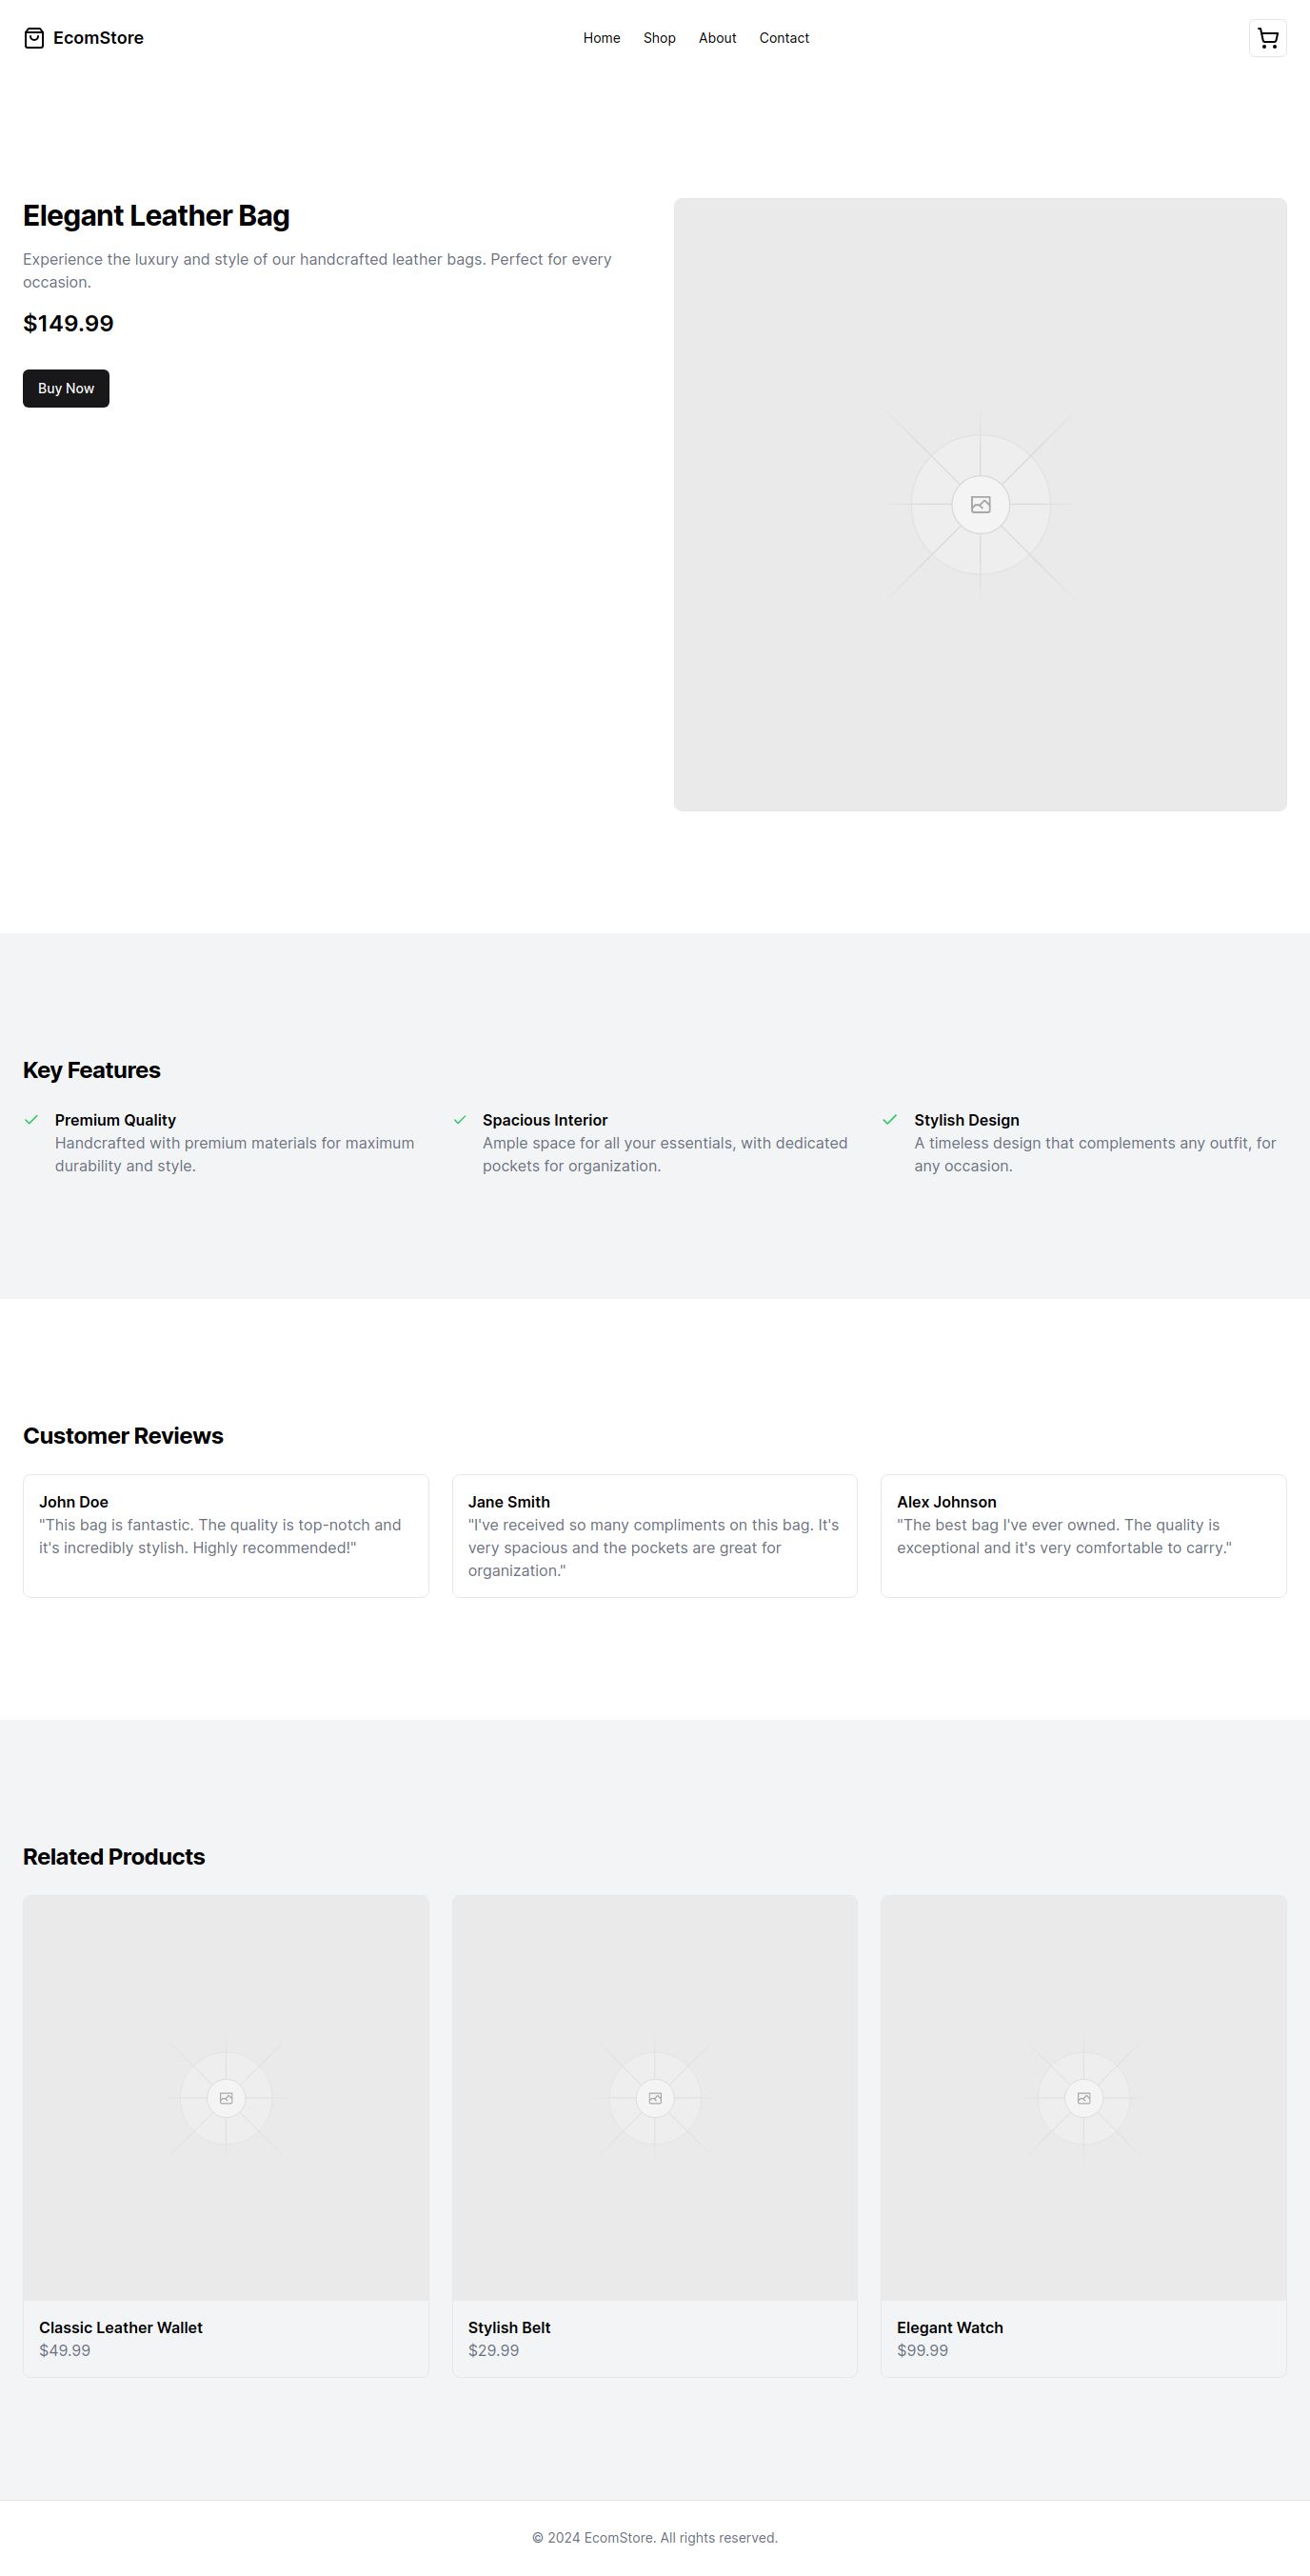 EcomStore
Home Shop About Contact
Elegant Leather Bag
Experience the luxury and style of our handcrafted leather bags. Perfect for every
occasion.
$149.99
Buy Now
Key Features
Premium Quality
Handcrafted with premium materials for maximum
durability and style.
Spacious Interior
Ample space for all your essentials, with dedicated
pockets for organization.
Stylish Design
A timeless design that complements any outfit, for
any occasion.
Customer Reviews
John Doe
"This bag is fantastic. The quality is top-notch and
it's incredibly stylish. Highly recommended!"
Jane Smith
"I've received so many compliments on this bag. It's
very spacious and the pockets are great for
organization."
Alex Johnson
"The best bag I've ever owned. The quality is
exceptional and it's very comfortable to carry."
Related Products
Classic Leather Wallet
$49.99
Stylish Belt
$29.99
Elegant Watch
$99.99
© 2024 EcomStore. All rights reserved.